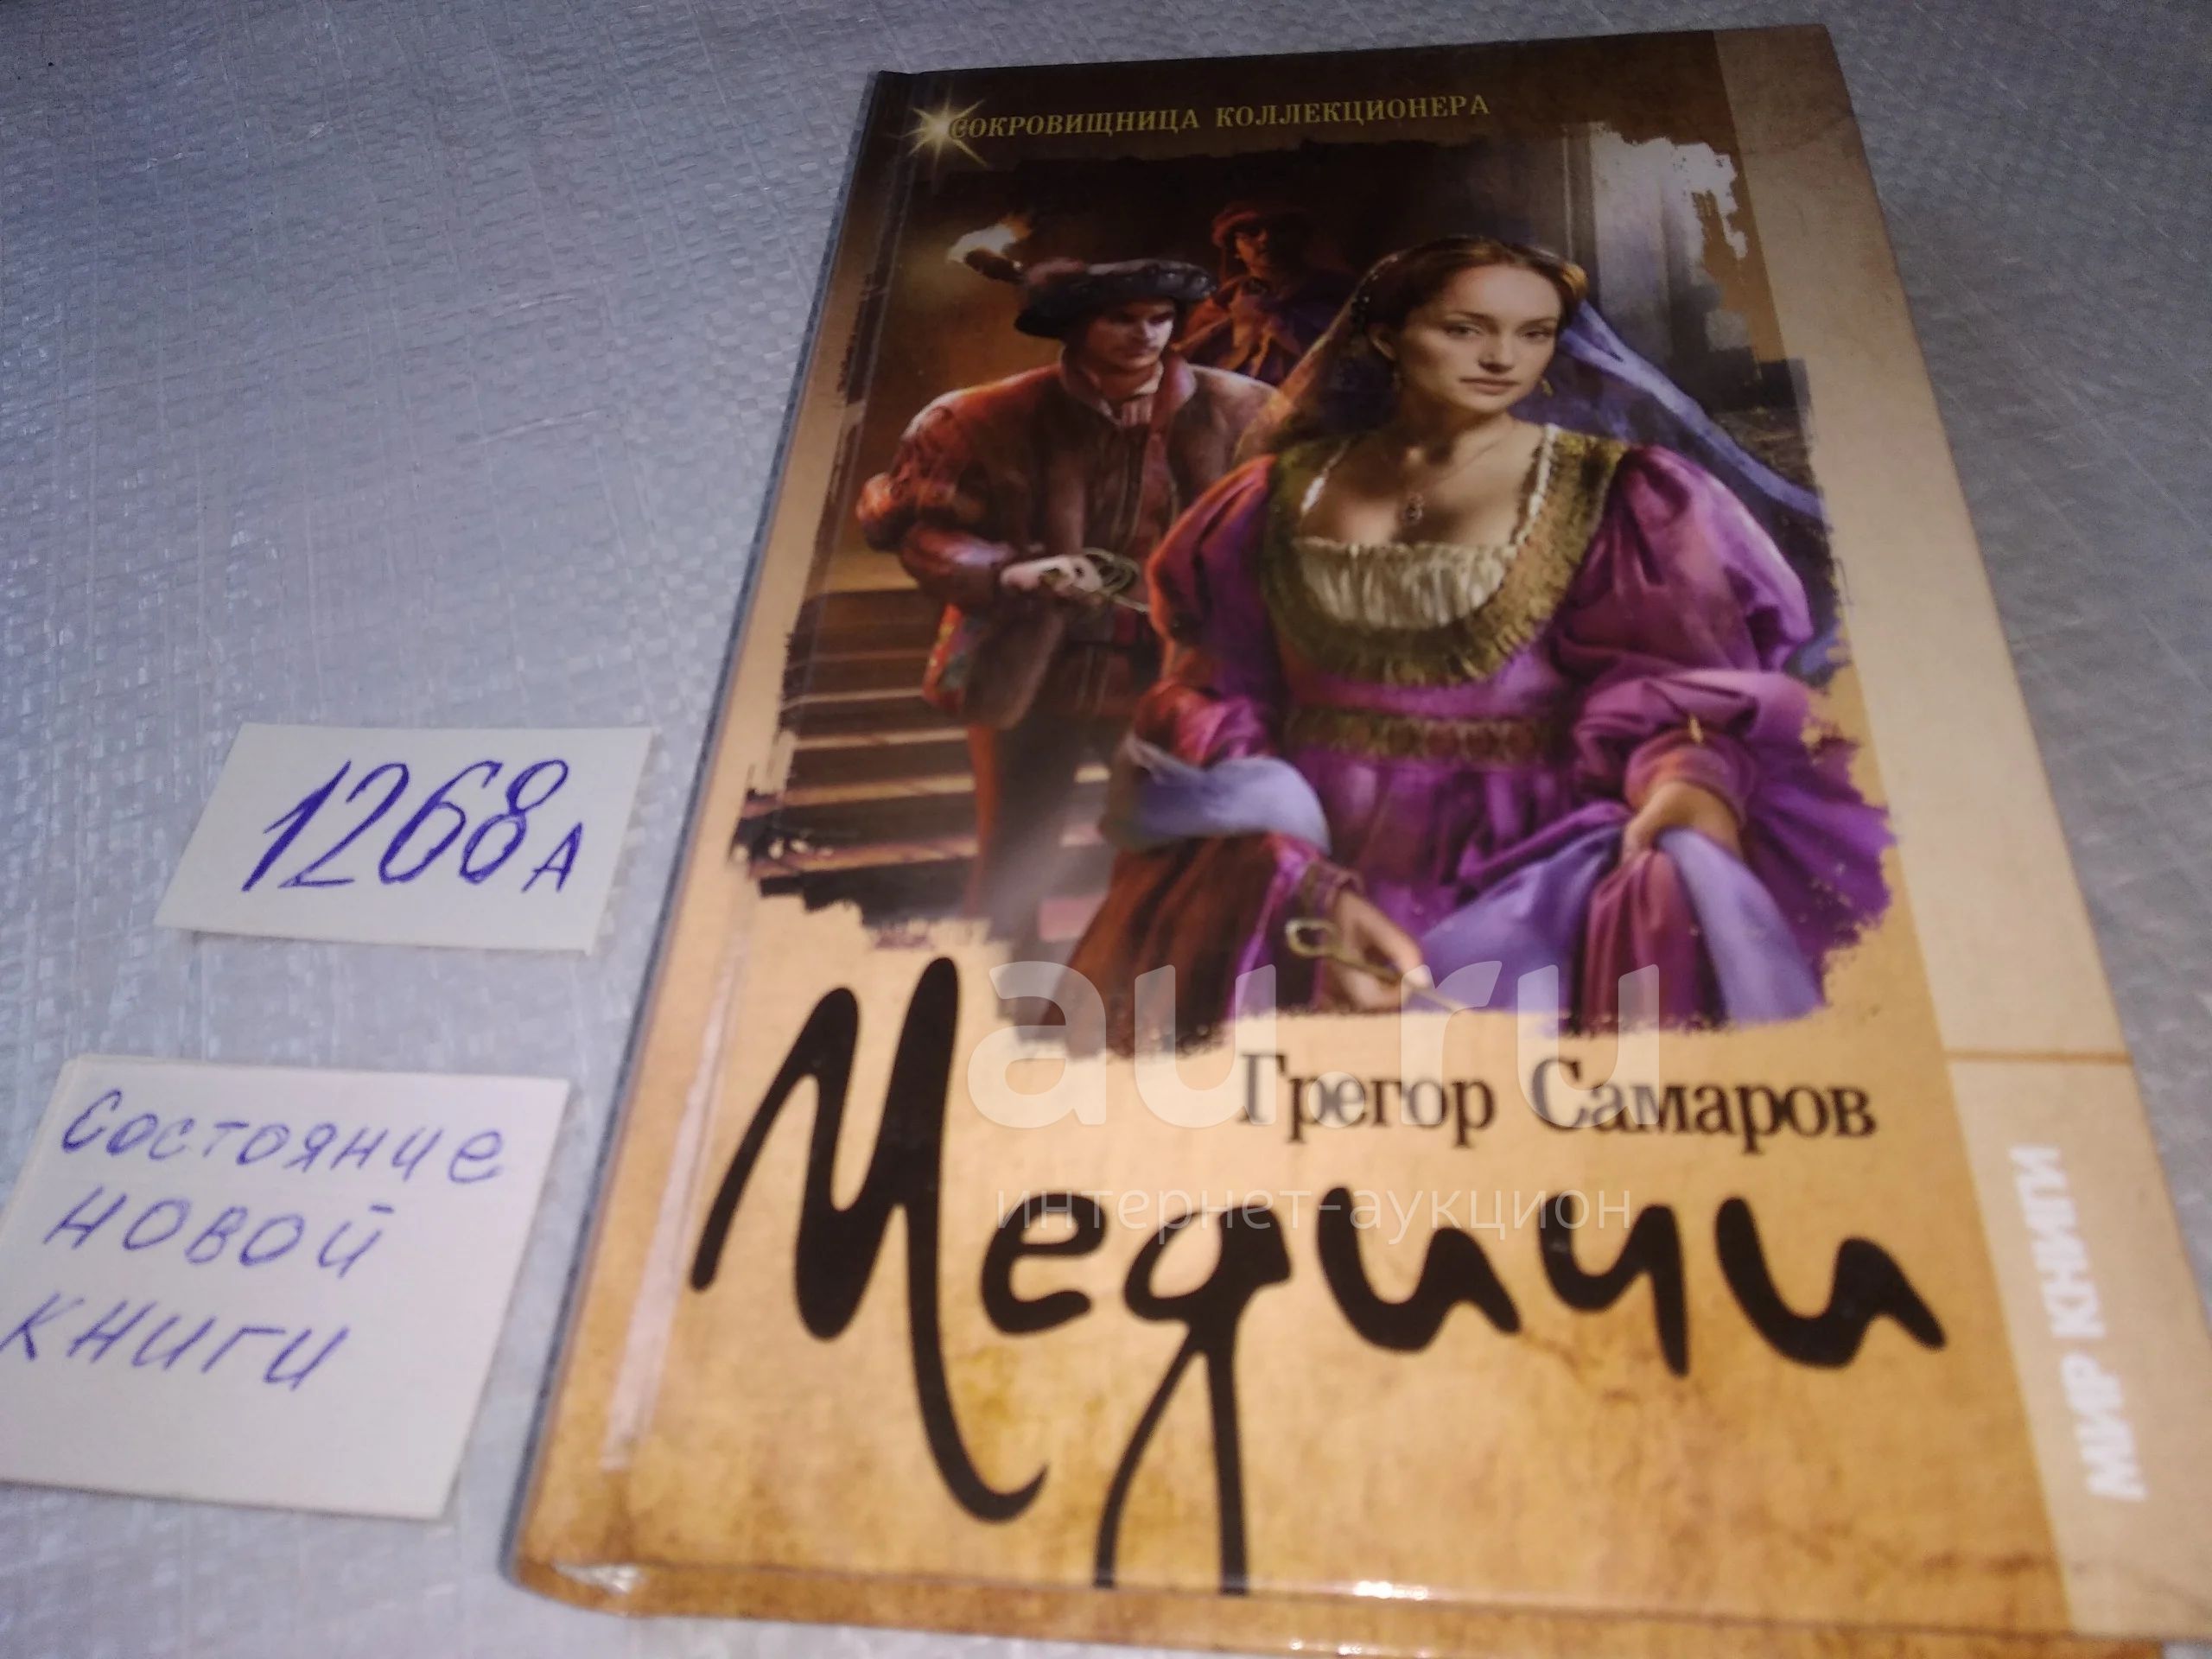 СОКРОВИЩНИЦА КОЛЛЕКЦИОНЕРА
1268А
Состояние
новой
книги
au.ru
интернет-аукцион
Грегор Самаров
Медичи
МИР КНИГИ